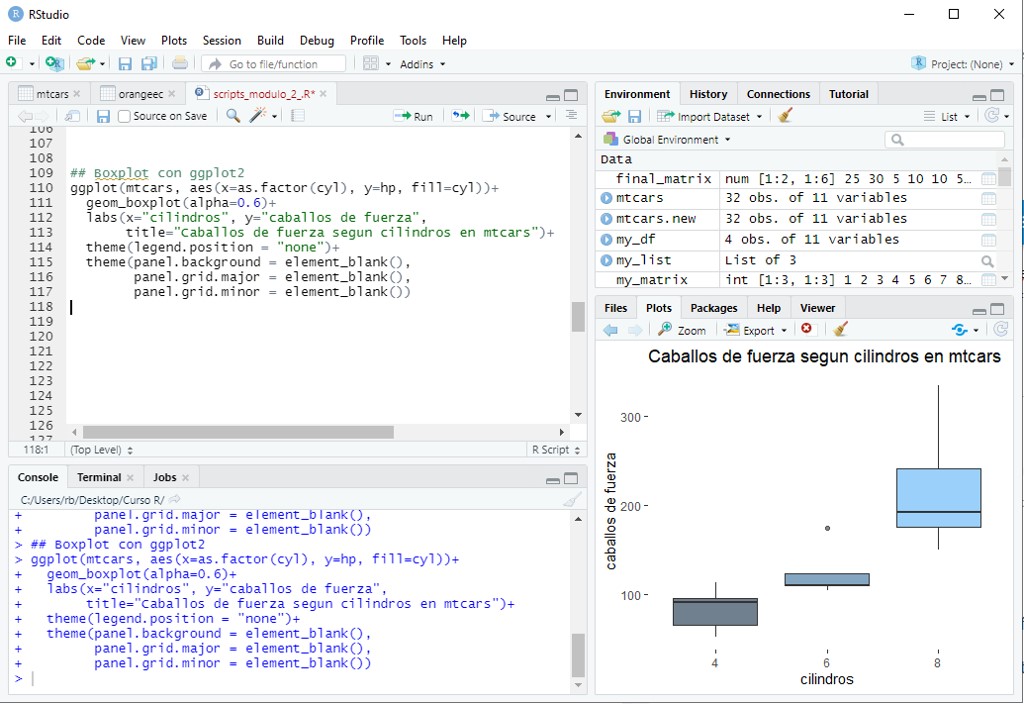 RStudio
File Edit Code View Plots Session Build Debug Profile Tools Help
Go to file/function Addins Project: (None)
mtcars orangeec scripts_modulo_2_.R*
Source on Save Run Source
106
107
108
109 ## Boxplot con ggplot2
110 ggplot(mtcars, aes(x=as.factor(cyl), y=hp, fill=cyl))+
111 geom_boxplot(alpha=0.6)+
112 labs(x="cilindros", y="caballos de fuerza",
113 title="Caballos de fuerza segun cilindros en mtcars")+
114 theme(legend.position = "none")+
115 theme(panel.background = element_blank(),
116 panel.grid.major = element_blank(),
117 panel.grid.minor = element_blank())
118
119
120
121
122
123
124
125
126
127
118:1 (Top Level) R Script
Console Terminal Jobs
C:/Users/rb/Desktop/Curso R/
+ panel.grid.major = element_blank(),
+ panel.grid.minor = element_blank())
> ## Boxplot con ggplot2
> ggplot(mtcars, aes(x=as.factor(cyl), y=hp, fill=cyl))+
+ geom_boxplot(alpha=0.6)+
+ labs(x="cilindros", y="caballos de fuerza",
+ title="Caballos de fuerza segun cilindros en mtcars")+
+ theme(legend.position = "none")+
+ theme(panel.background = element_blank(),
+ panel.grid.major = element_blank(),
+ panel.grid.minor = element_blank())
>
Environment History Connections Tutorial
Import Dataset List
Global Environment
Data
final_matrix num [1:2, 1:6] 25 30 5 10 10 5…
mtcars 32 obs. of 11 variables
mtcars.new 32 obs. of 11 variables
my_df 4 obs. of 11 variables
my_list List of 3
my_matrix int [1:3, 1:3] 1 2 3 4 5 6 7 8…
Files Plots Packages Help Viewer
Zoom Export
Caballos de fuerza segun cilindros en mtcars
caballos de fuerza
300
200
100
4 6 8
cilindros